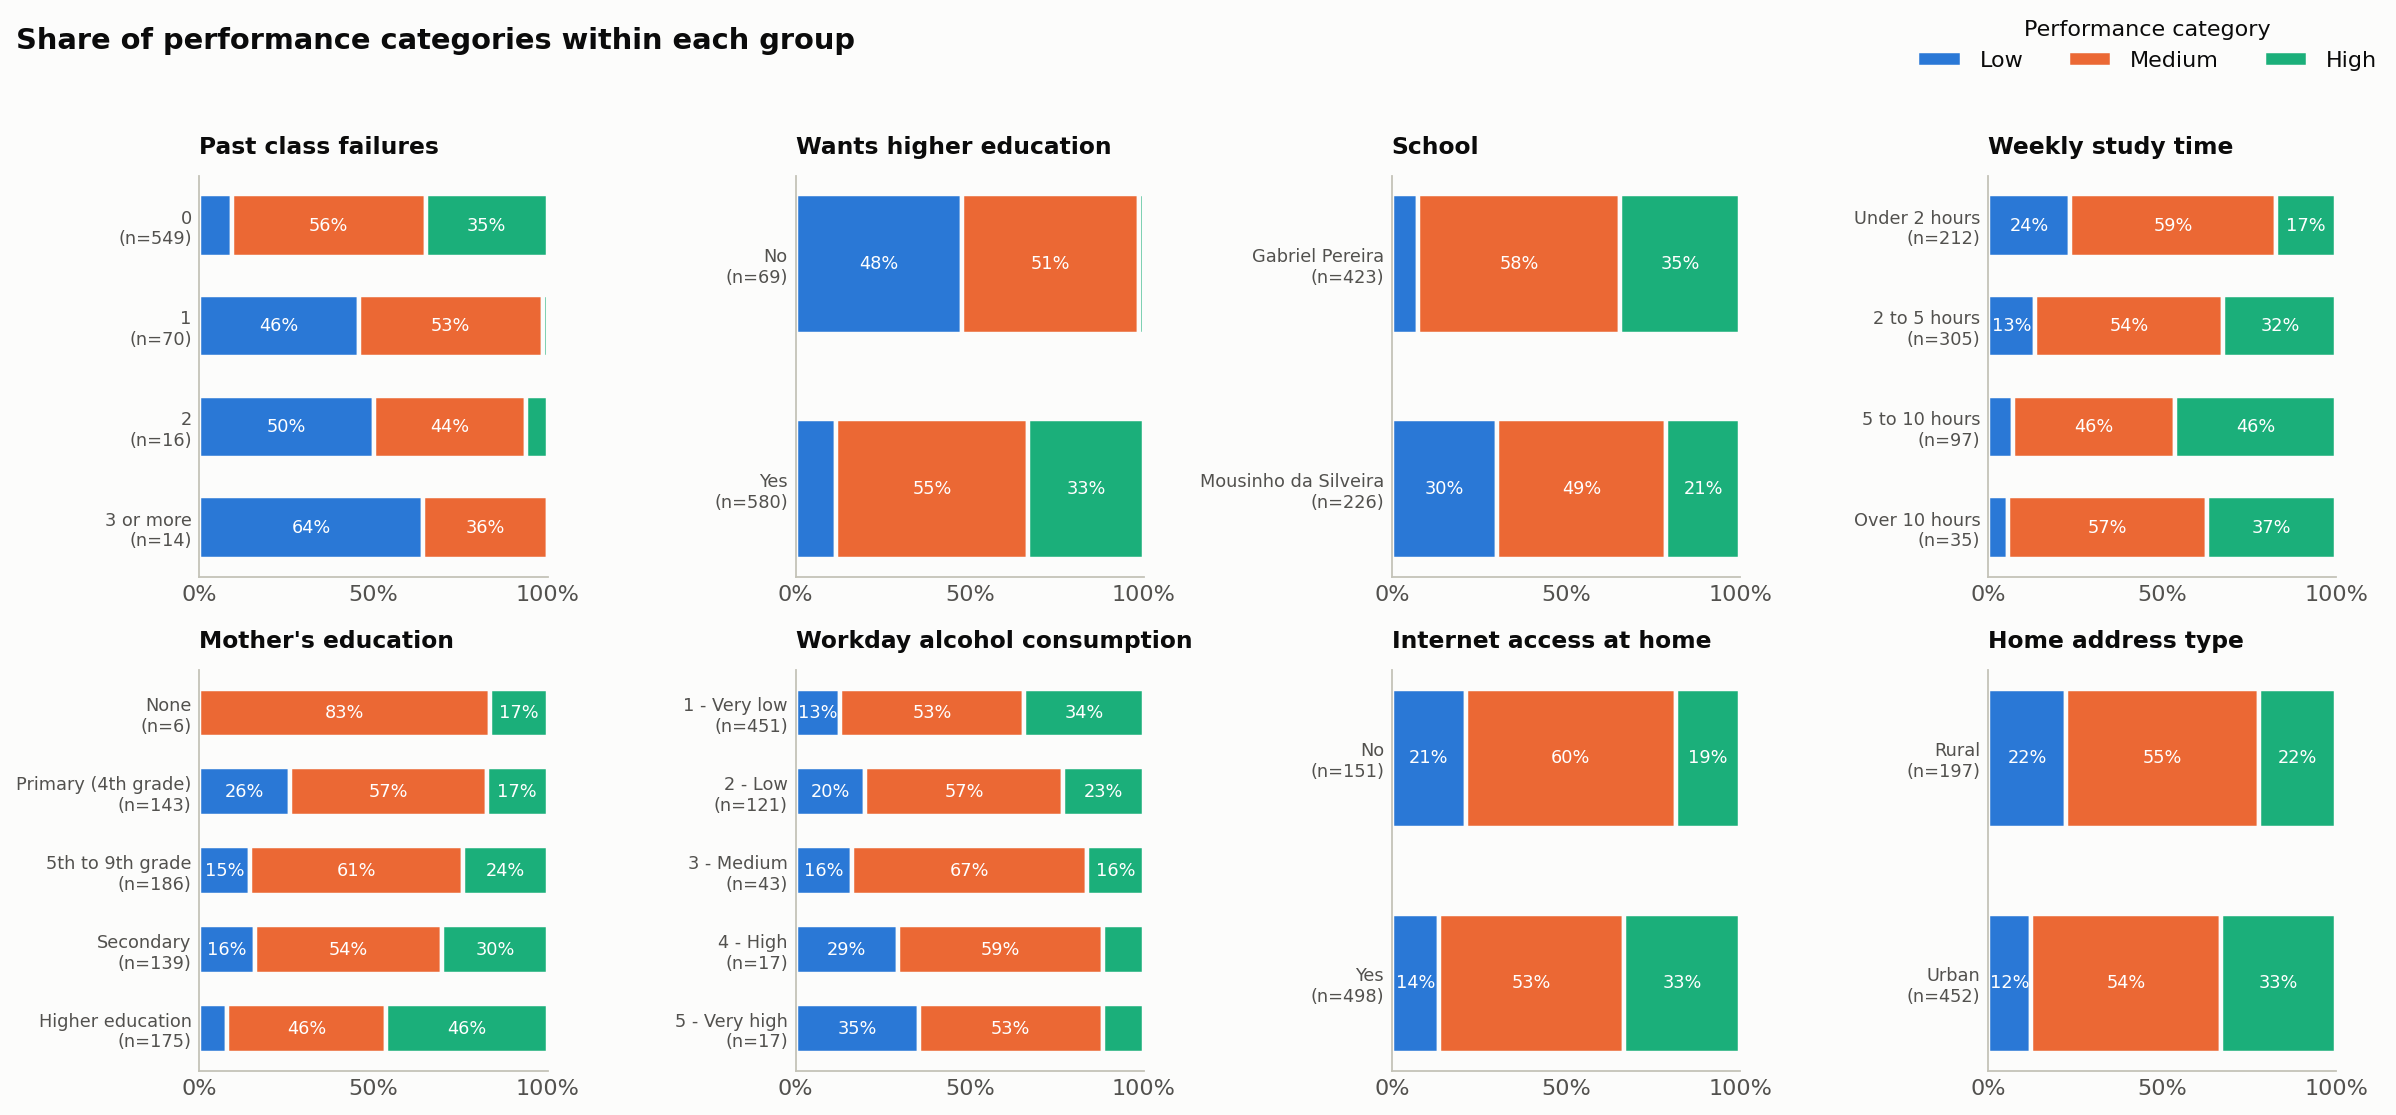 Share of performance categories within each group
Performance category
Low Medium High
Past class failures
0
(n=549)
56% 35%
1
(n=70)
46% 53%
2
(n=16)
50% 44%
3 or more
(n=14)
64% 36%
0% 50% 100%
Wants higher education
No
(n=69)
48% 51%
Yes
(n=580)
55% 33%
0% 50% 100%
School
Gabriel Pereira
(n=423)
58% 35%
Mousinho da Silveira
(n=226)
30% 49% 21%
0% 50% 100%
Weekly study time
Under 2 hours
(n=212)
24% 59% 17%
2 to 5 hours
(n=305)
13% 54% 32%
5 to 10 hours
(n=97)
46% 46%
Over 10 hours
(n=35)
57% 37%
0% 50% 100%
Mother's education
None
(n=6)
83% 17%
Primary (4th grade)
(n=143)
26% 57% 17%
5th to 9th grade
(n=186)
15% 61% 24%
Secondary
(n=139)
16% 54% 30%
Higher education
(n=175)
46% 46%
0% 50% 100%
Workday alcohol consumption
1 - Very low
(n=451)
13% 53% 34%
2 - Low
(n=121)
20% 57% 23%
3 - Medium
(n=43)
16% 67% 16%
4 - High
(n=17)
29% 59%
5 - Very high
(n=17)
35% 53%
0% 50% 100%
Internet access at home
No
(n=151)
21% 60% 19%
Yes
(n=498)
14% 53% 33%
0% 50% 100%
Home address type
Rural
(n=197)
22% 55% 22%
Urban
(n=452)
12% 54% 33%
0% 50% 100%